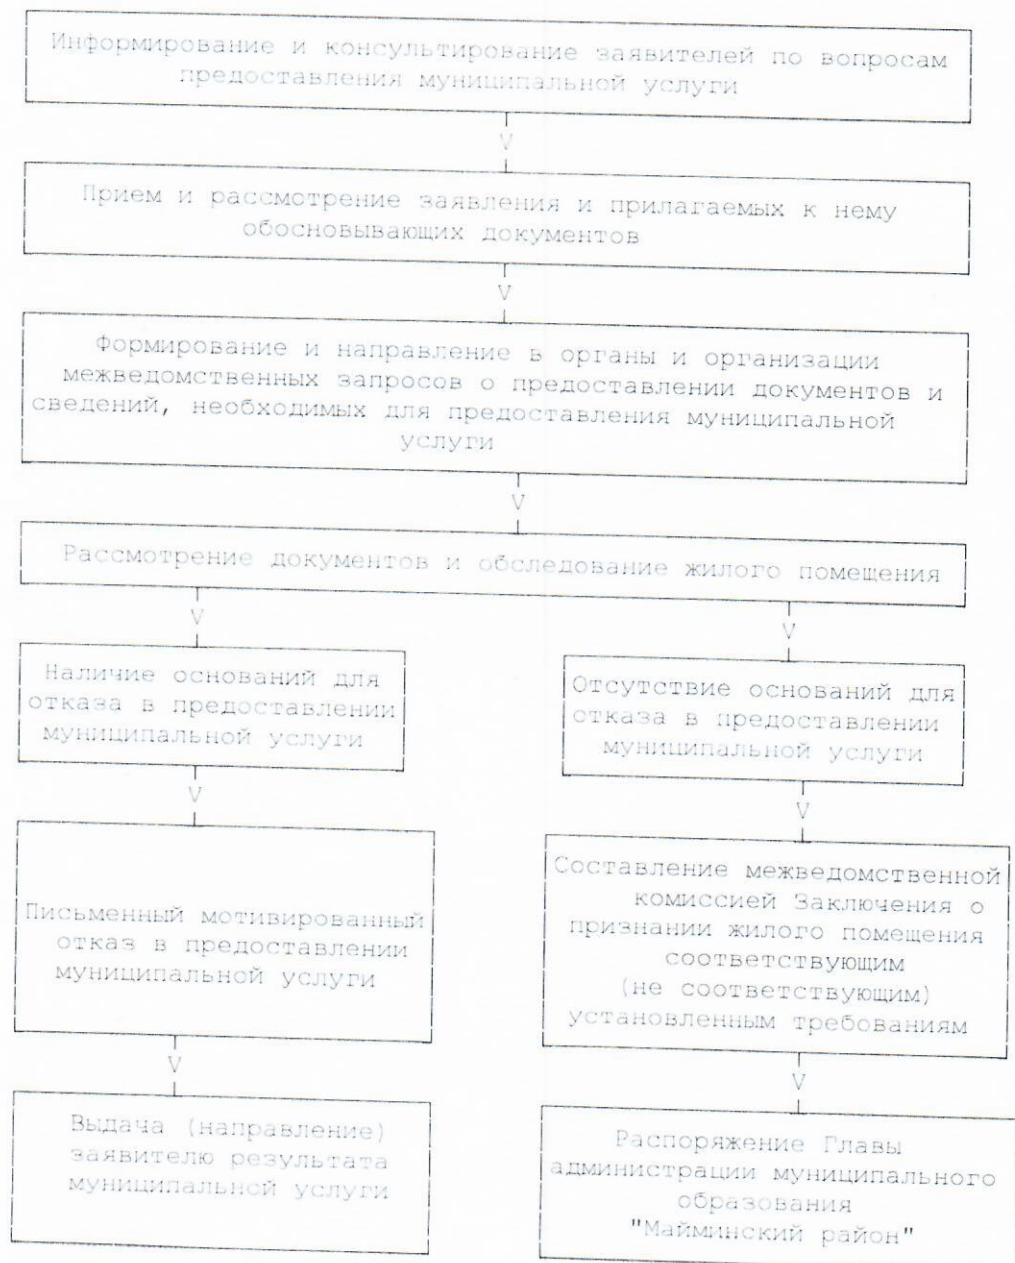 Информирование и консультирование заявителей по вопросам
предоставления муниципальной услуги
V
Прием и рассмотрение заявления и прилагаемых к нему
обосновывающих документов
V
Формирование и направление в органы и организации
межведомственных запросов о предоставлении документов и
сведений, необходимых для предоставления муниципальной
услуги
V
Рассмотрение документов и обследование жилого помещения
V
Наличие оснований для
отказа в предоставлении
муниципальной услуги
V
Письменный мотивированный
отказ в предоставлении
муниципальной услуги
V
Выдача (направление)
заявителю результата
муниципальной услуги
V
Отсутствие оснований для
отказа в предоставлении
муниципальной услуги
V
Составление межведомственной
комиссией Заключения о
признании жилого помещения
соответствующим
(не соответствующим)
установленным требованиям
V
Распоряжение Главы
администрации муниципального
образования
"Майминский район"